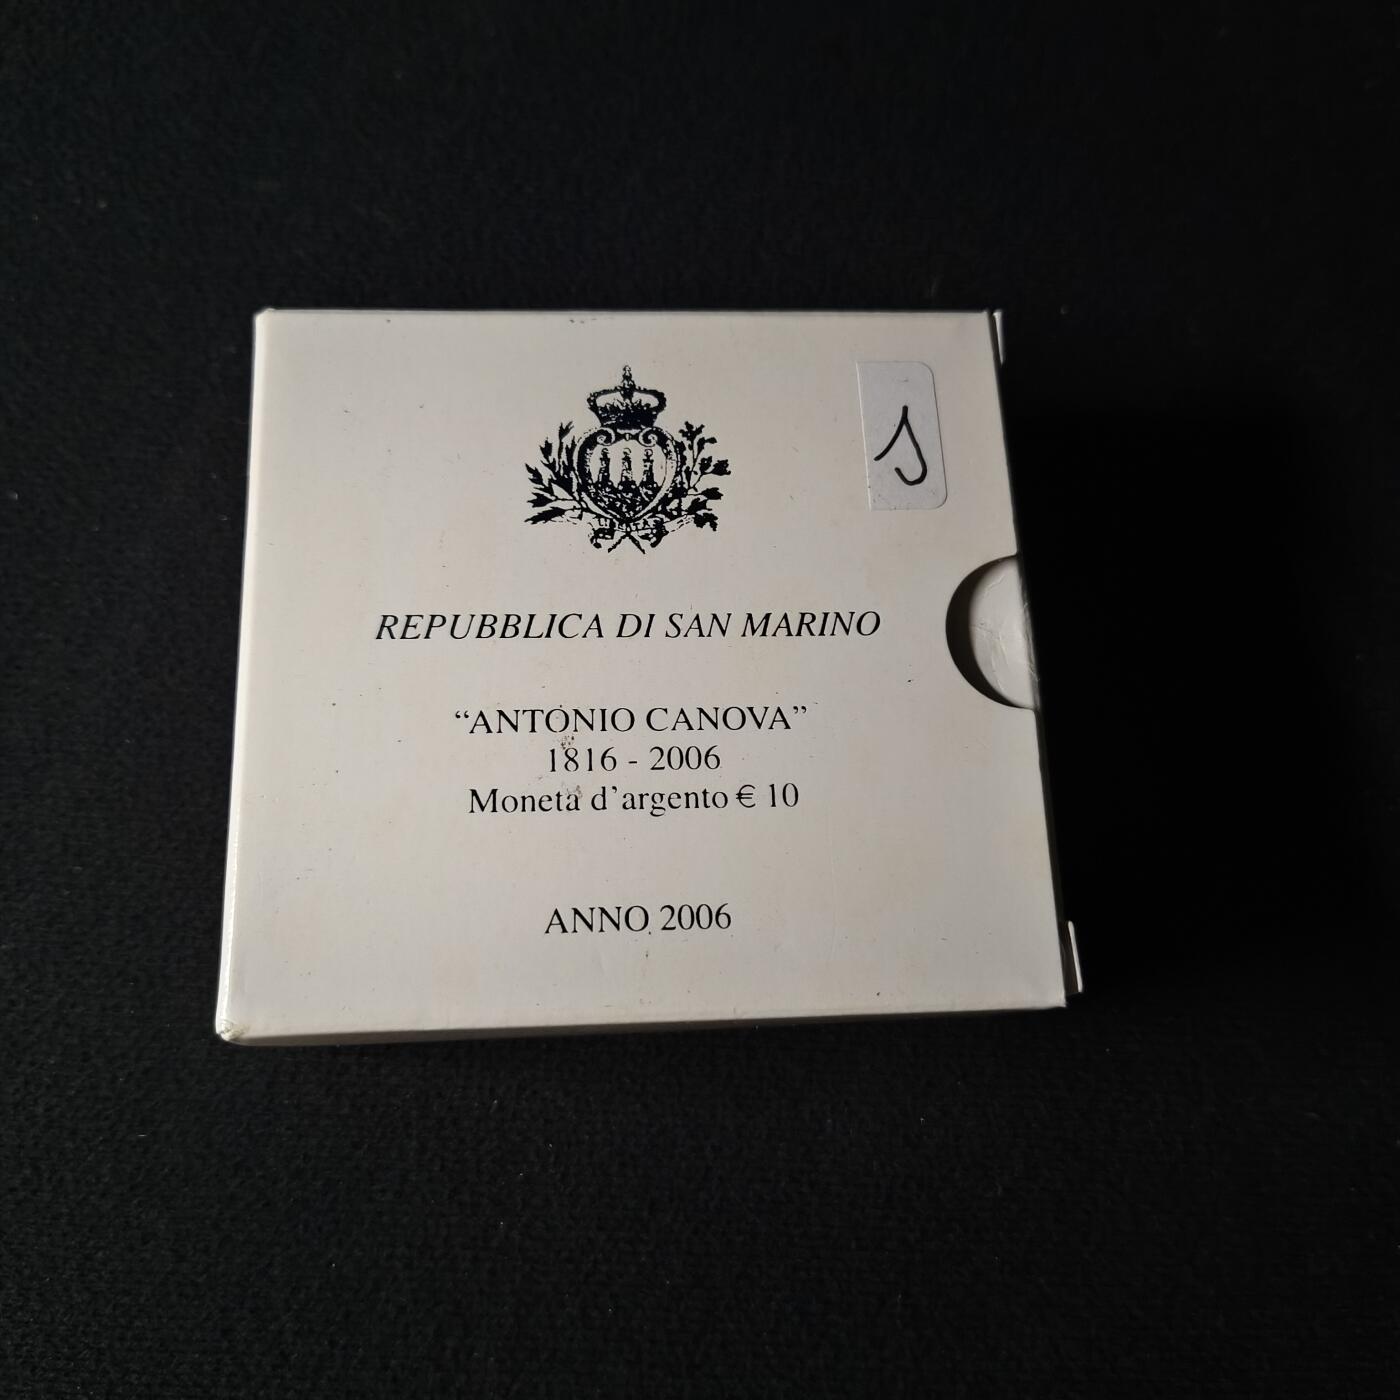 REPUBBLICA DI SAN MARINO
“ANTONIO CANOVA”
1816 - 2006
Moneta d’argento € 10
ANNO 2006